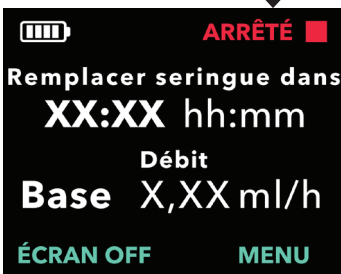 ARRÊTÉ
Remplacer seringue dans
XX:XX hh:mm
Débit
Base X,XX ml/h
ÉCRAN OFF MENU